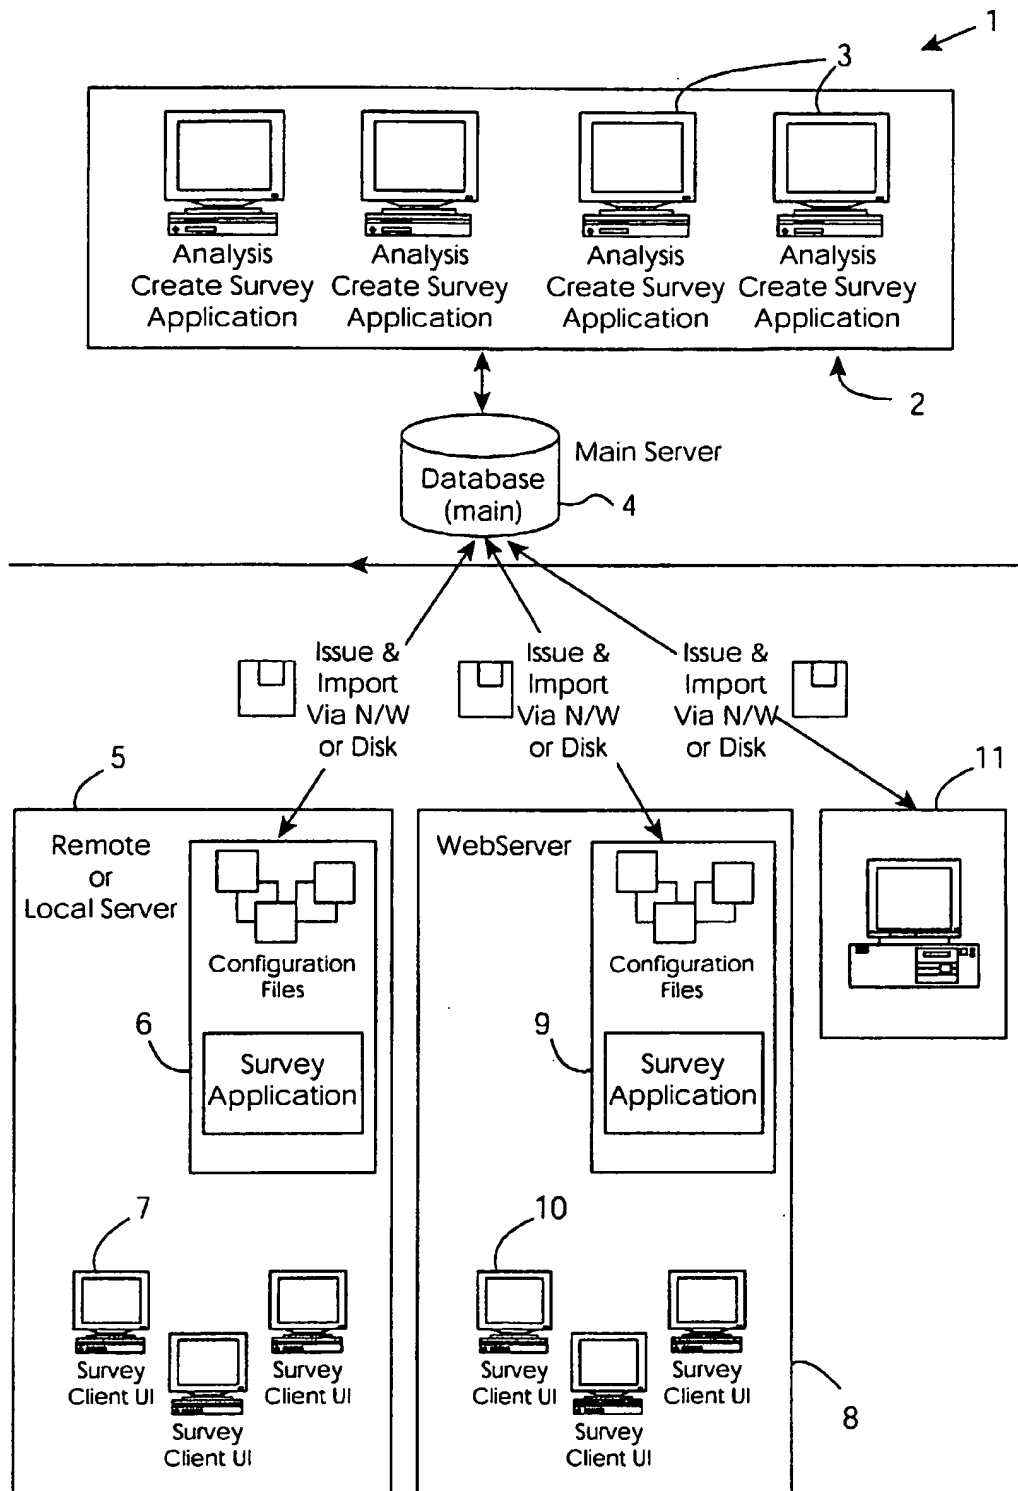 1
3
3
Analysis
Create Survey
Application
Analysis
Create Survey
Application
Analysis
Create Survey
Application
Analysis
Create Survey
Application
2
Database
(main)
Main Server
4
Issue &
Import
Via N/W
or Disk
Issue &
Import
Via N/W
or Disk
Issue &
Import
Via N/W
or Disk
5
Remote
or
Local Server
Configuration
Files
6
Survey
Application
7
Survey
Client UI
Survey
Client UI
Survey
Client UI
WebServer
Configuration
Files
9
Survey
Application
10
Survey
Client UI
Survey
Client UI
Survey
Client UI
8
11